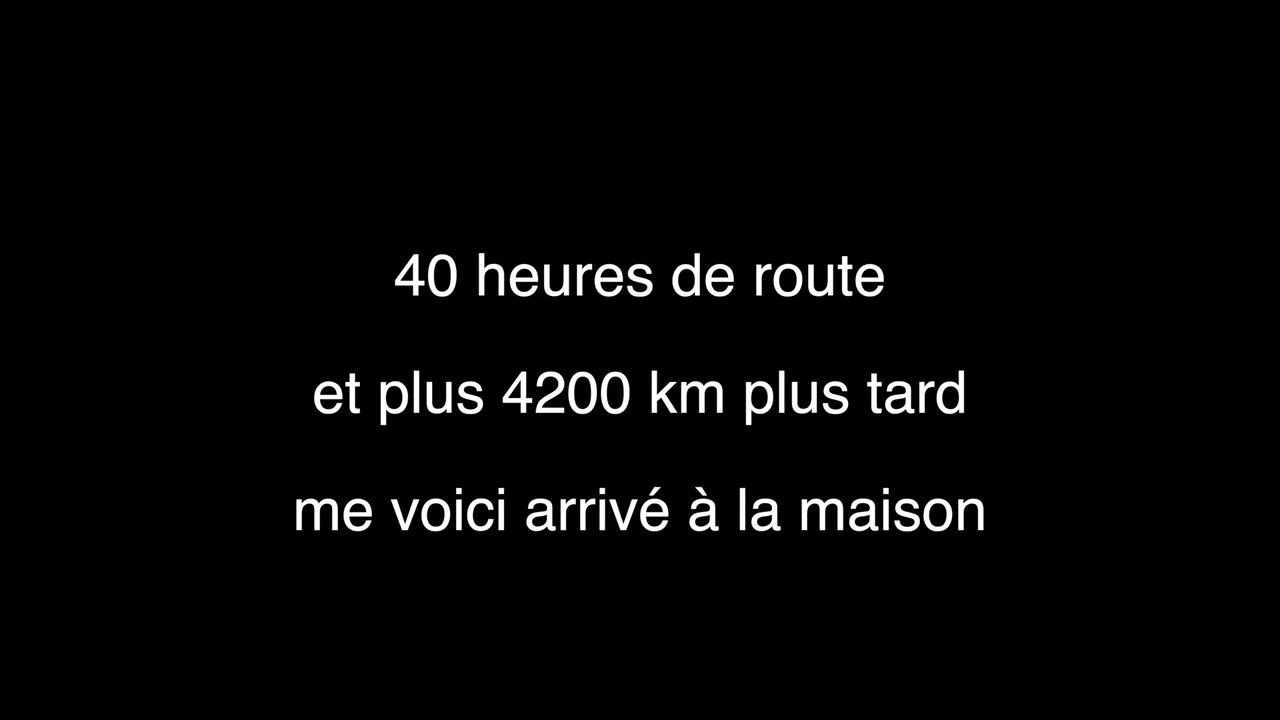 40 heures de route
et plus 4200 km plus tard
me voici arrivé à la maison